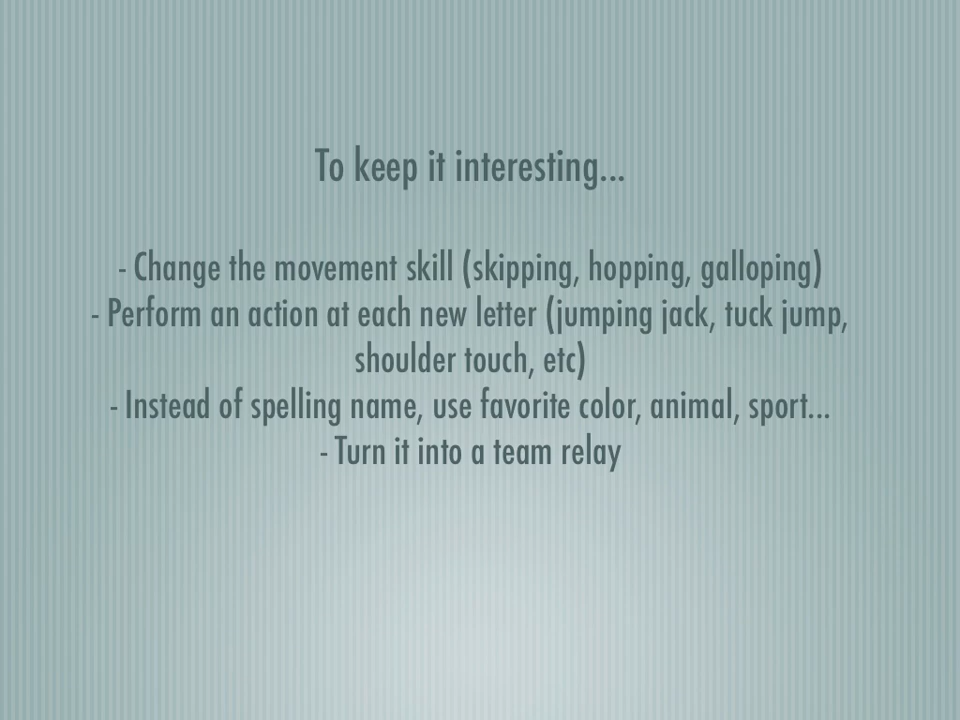 To keep it interesting...
- Change the movement skill (skipping, hopping, galloping)
- Perform an action at each new letter (jumping jack, tuck jump,
shoulder touch, etc)
- Instead of spelling name, use favorite color, animal, sport...
- Turn it into a team relay